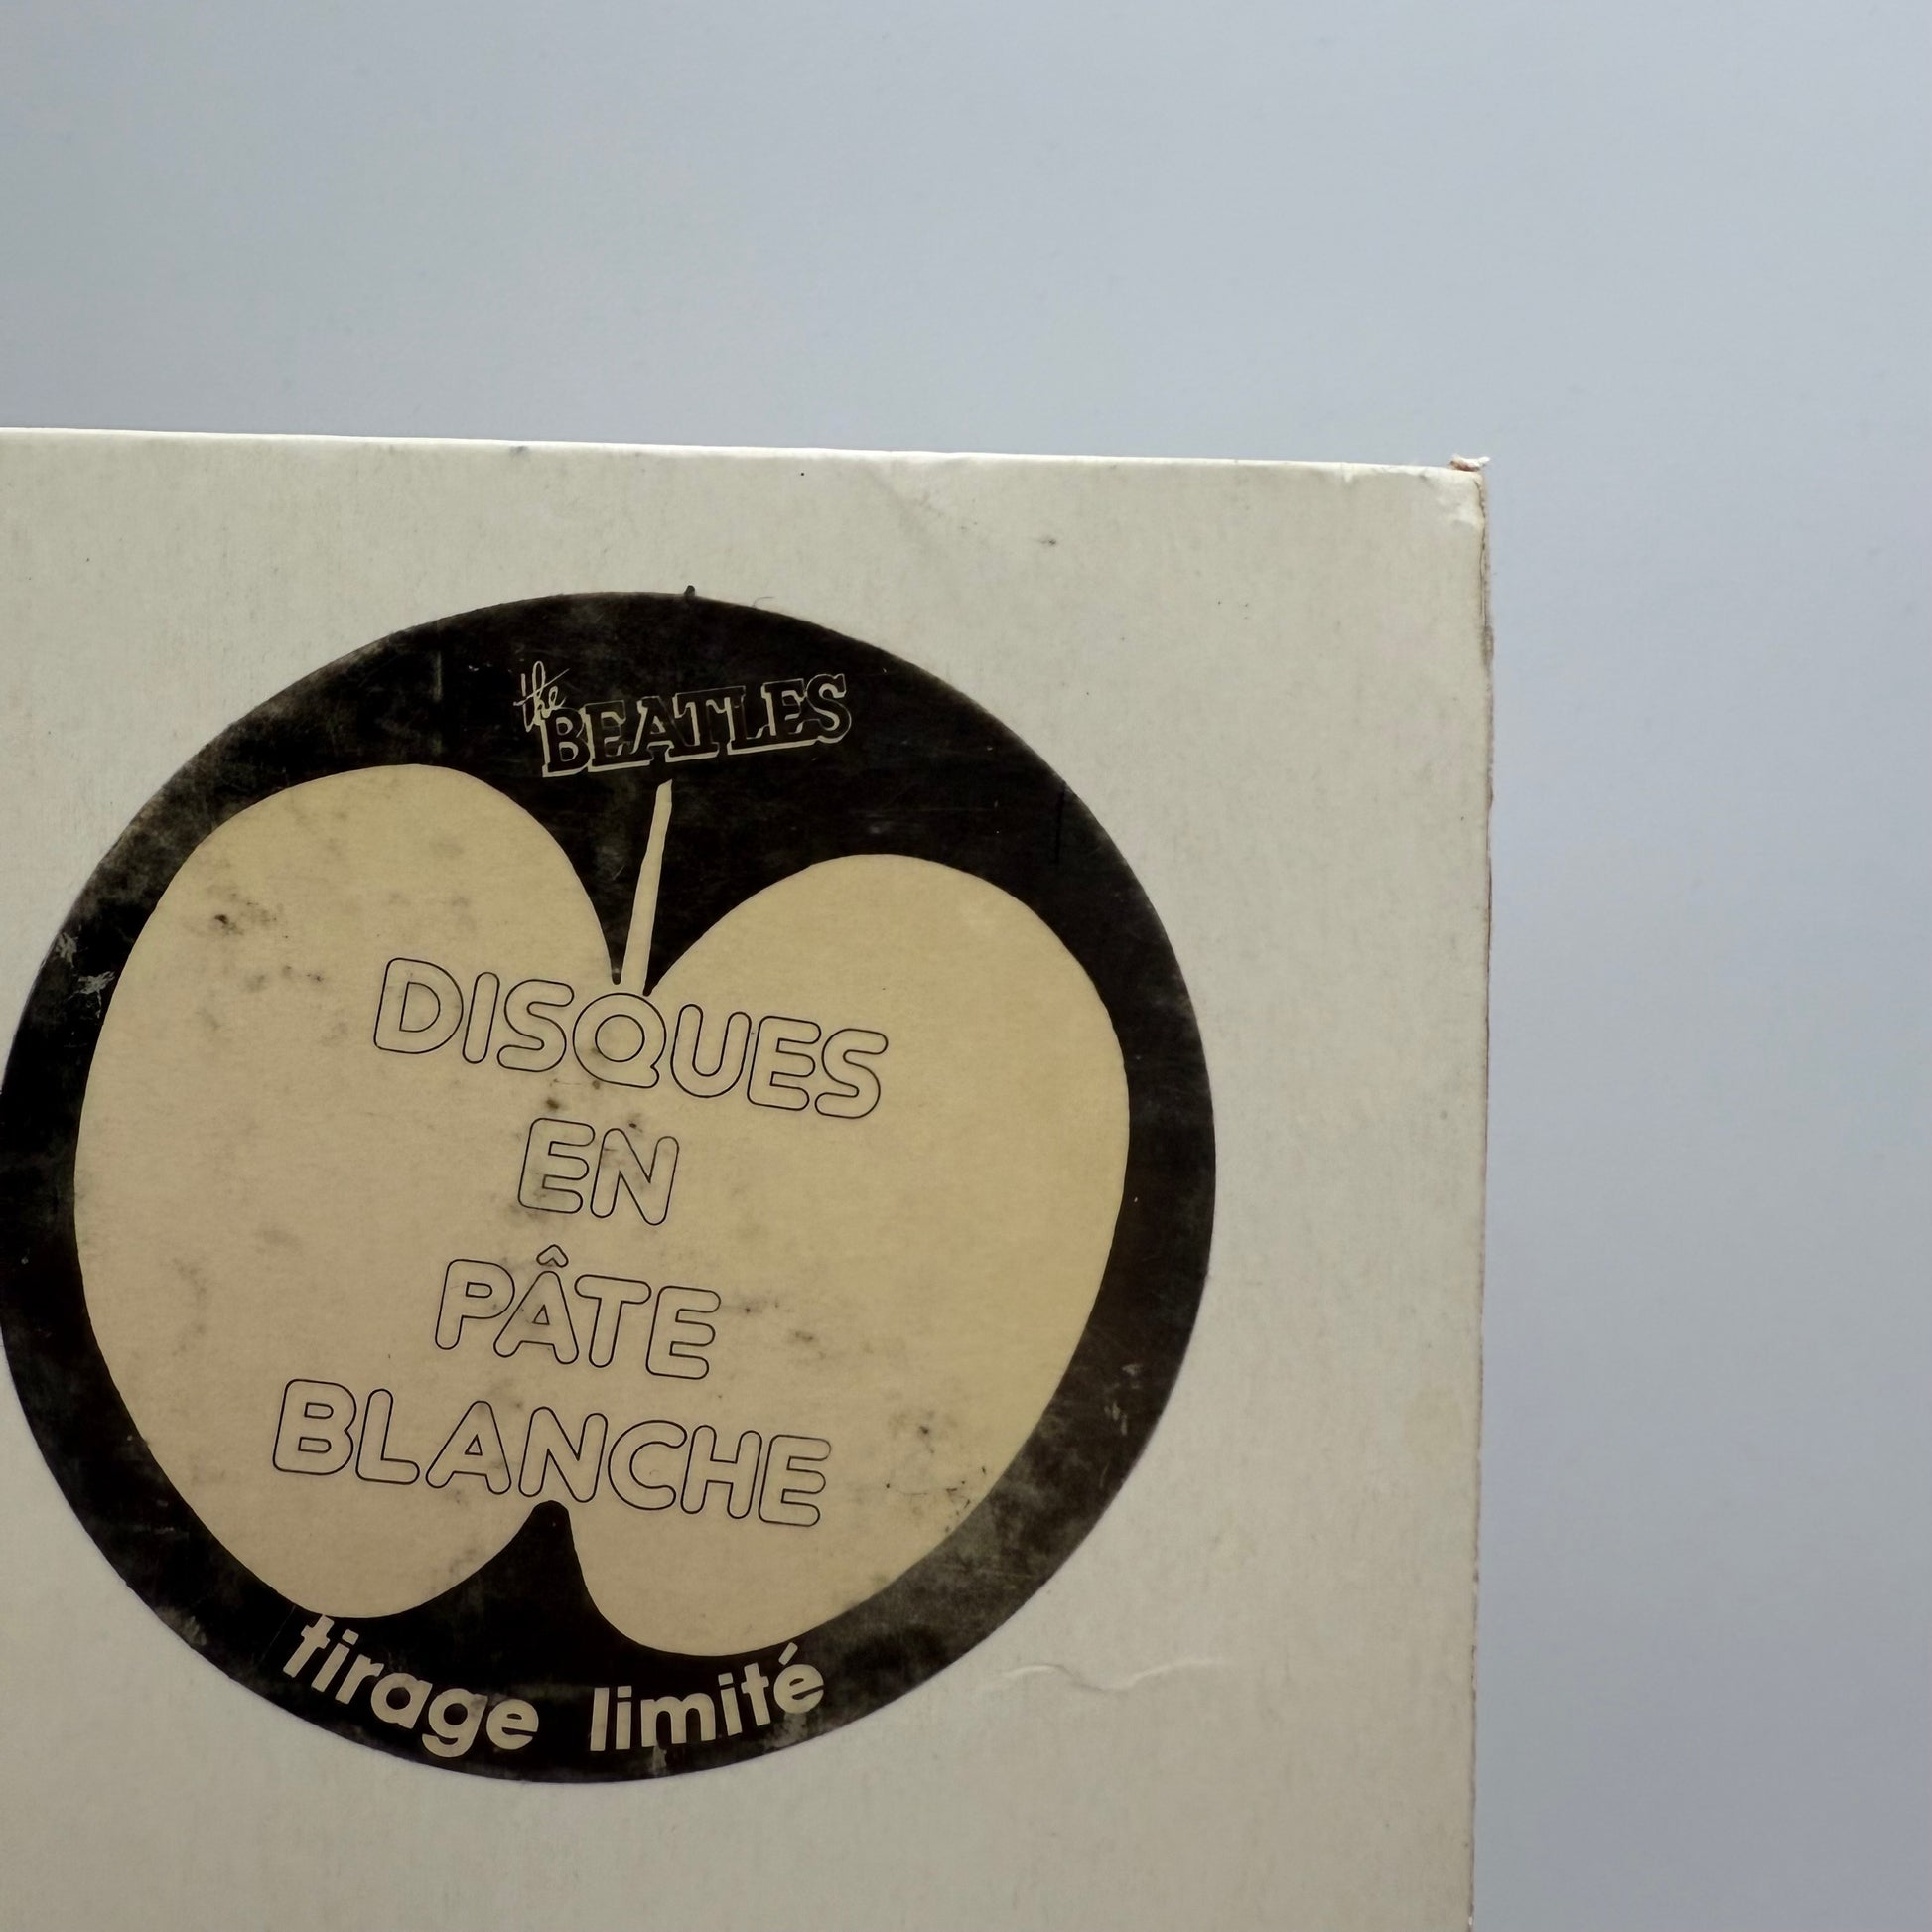 the
BEATLES
DISQUES
EN
PÂTE
BLANCHE
tirage limité